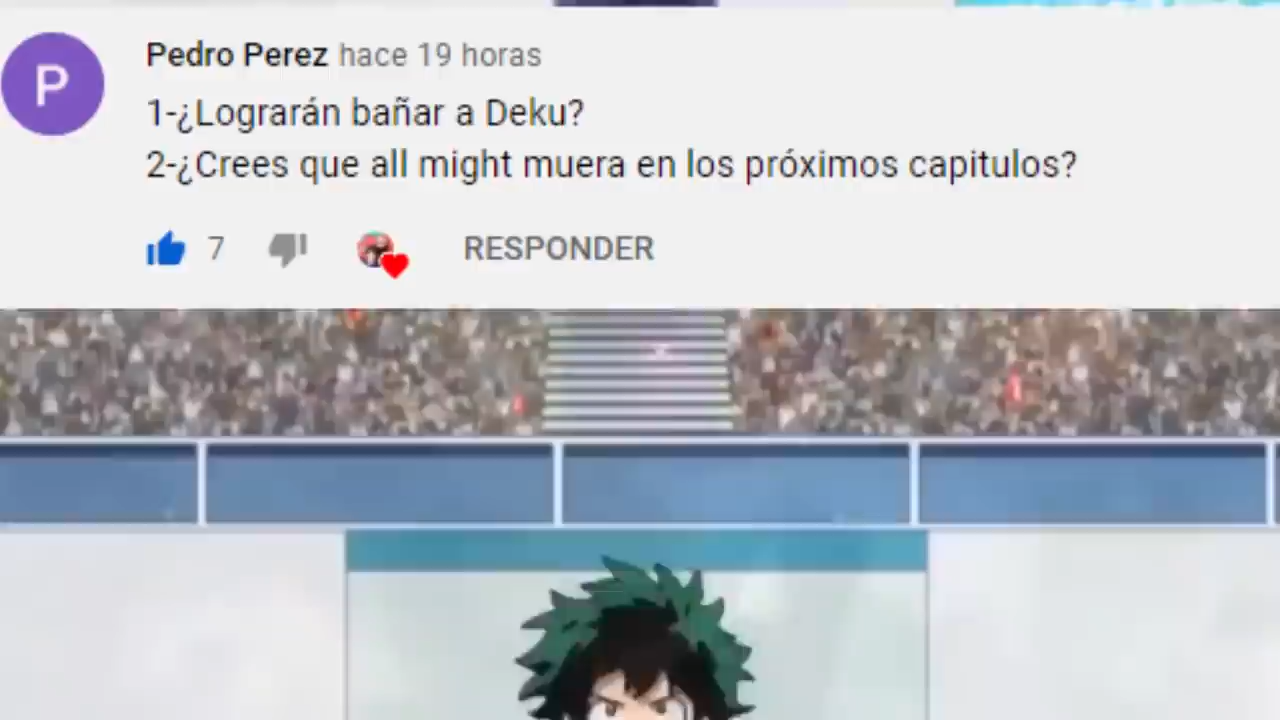 P
Pedro Perez hace 19 horas
1-¿Lograrán bañar a Deku?
2-¿Crees que all might muera en los próximos capitulos?
7
RESPONDER